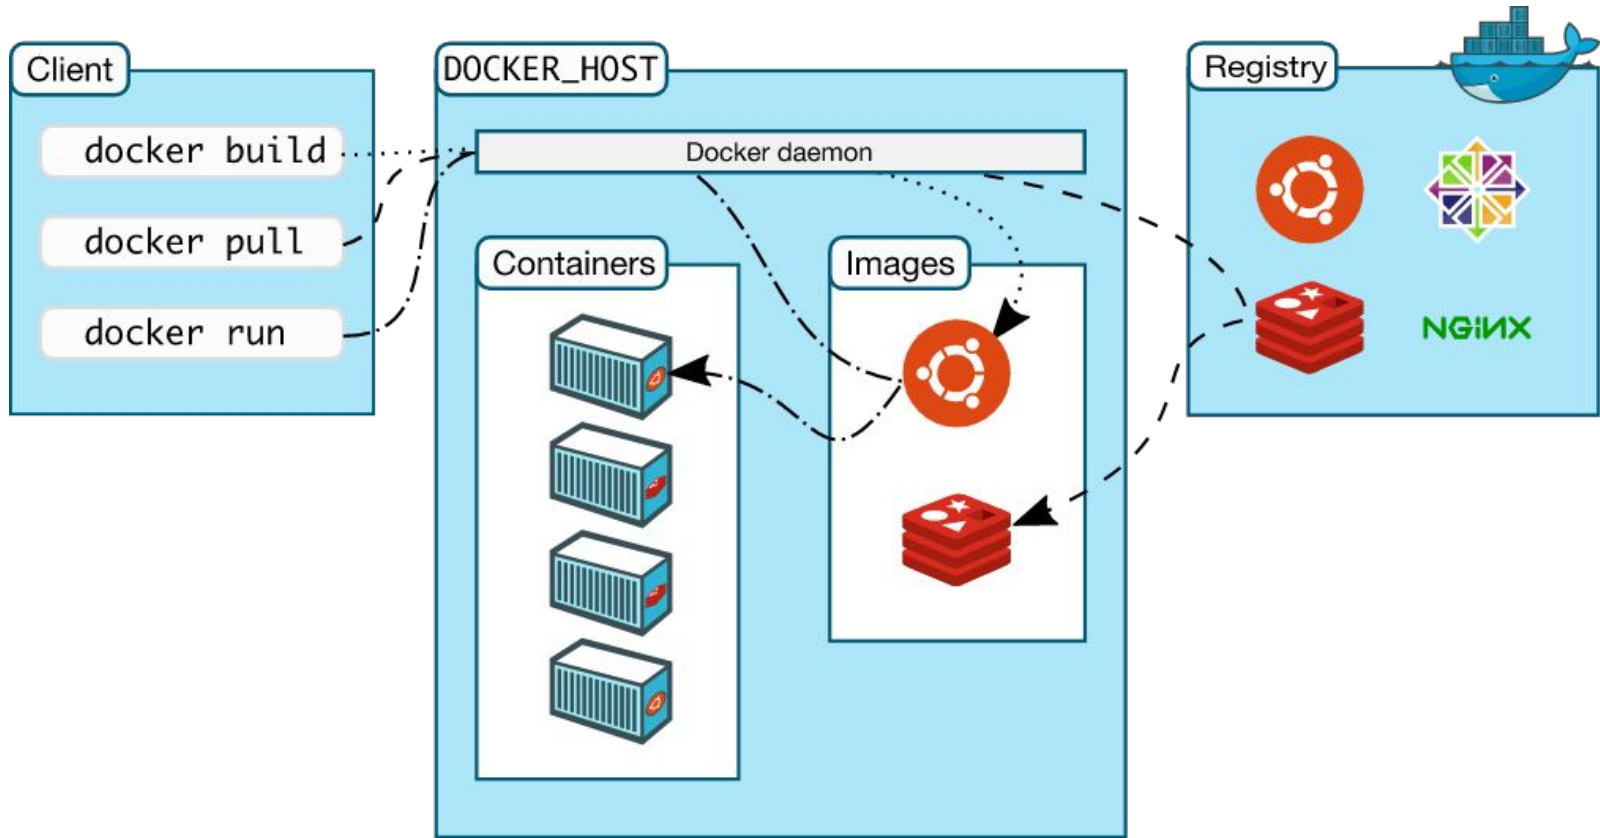 Client
docker build
docker pull
docker run
DOCKER_HOST
Docker daemon
Containers
Images
Registry
NGiNX